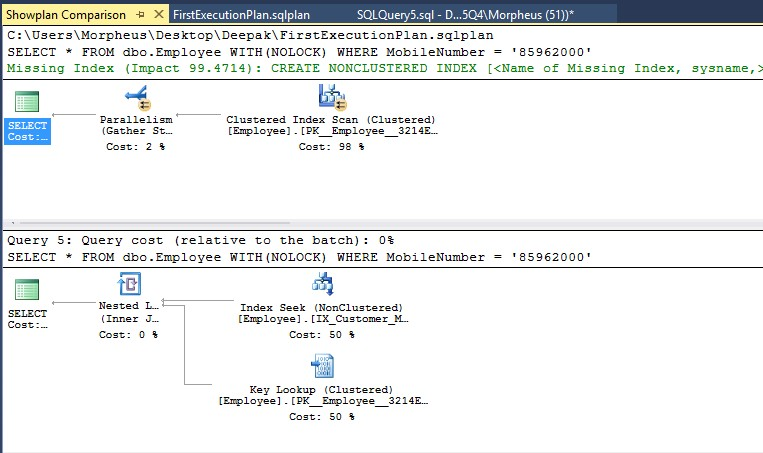 Showplan Comparison
FirstExecutionPlan.sqlplan
SQLQuery5.sql - D...5Q4\Morpheus (51))*
C:\Users\Morpheus\Desktop\Deepak\FirstExecutionPlan.sqlplan
SELECT * FROM dbo.Employee WITH(NOLOCK) WHERE MobileNumber = '85962000'
Missing Index (Impact 99.4714): CREATE NONCLUSTERED INDEX [<Name of Missing Index, sysname,>
SELECT
Cost:...
Parallelism
(Gather St...
Cost: 2 %
Clustered Index Scan (Clustered)
[Employee].[PK__Employee__3214E...
Cost: 98 %
Query 5: Query cost (relative to the batch): 0%
SELECT * FROM dbo.Employee WITH(NOLOCK) WHERE MobileNumber = '85962000'
SELECT
Cost:...
Nested L...
(Inner J...
Cost: 0 %
Index Seek (NonClustered)
[Employee].[IX_Customer_M...
Cost: 50 %
Key Lookup (Clustered)
[Employee].[PK__Employee__3214E...
Cost: 50 %